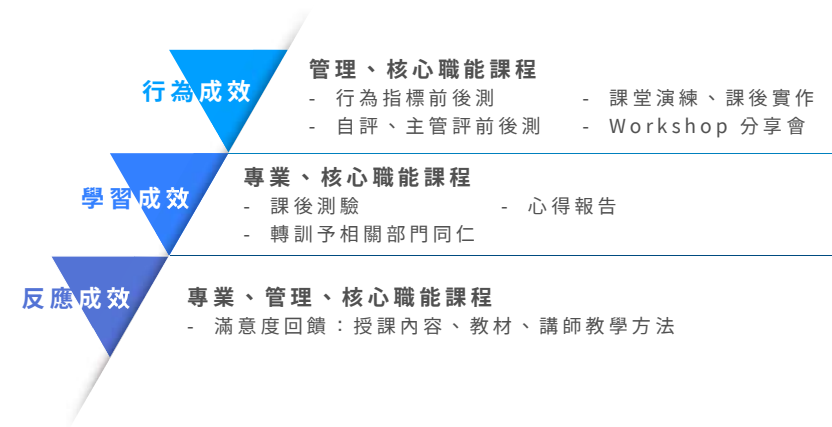 行為成效
管理、核心職能課程
- 行為指標前後測
- 課堂演練、課後實作
- 自評、主管評前後測
- Workshop 分享會
學習成效
專業、核心職能課程
- 課後測驗
- 心得報告
- 轉訓予相關部門同仁
反應成效
專業、管理、核心職能課程
- 滿意度回饋：授課內容、教材、講師教學方法